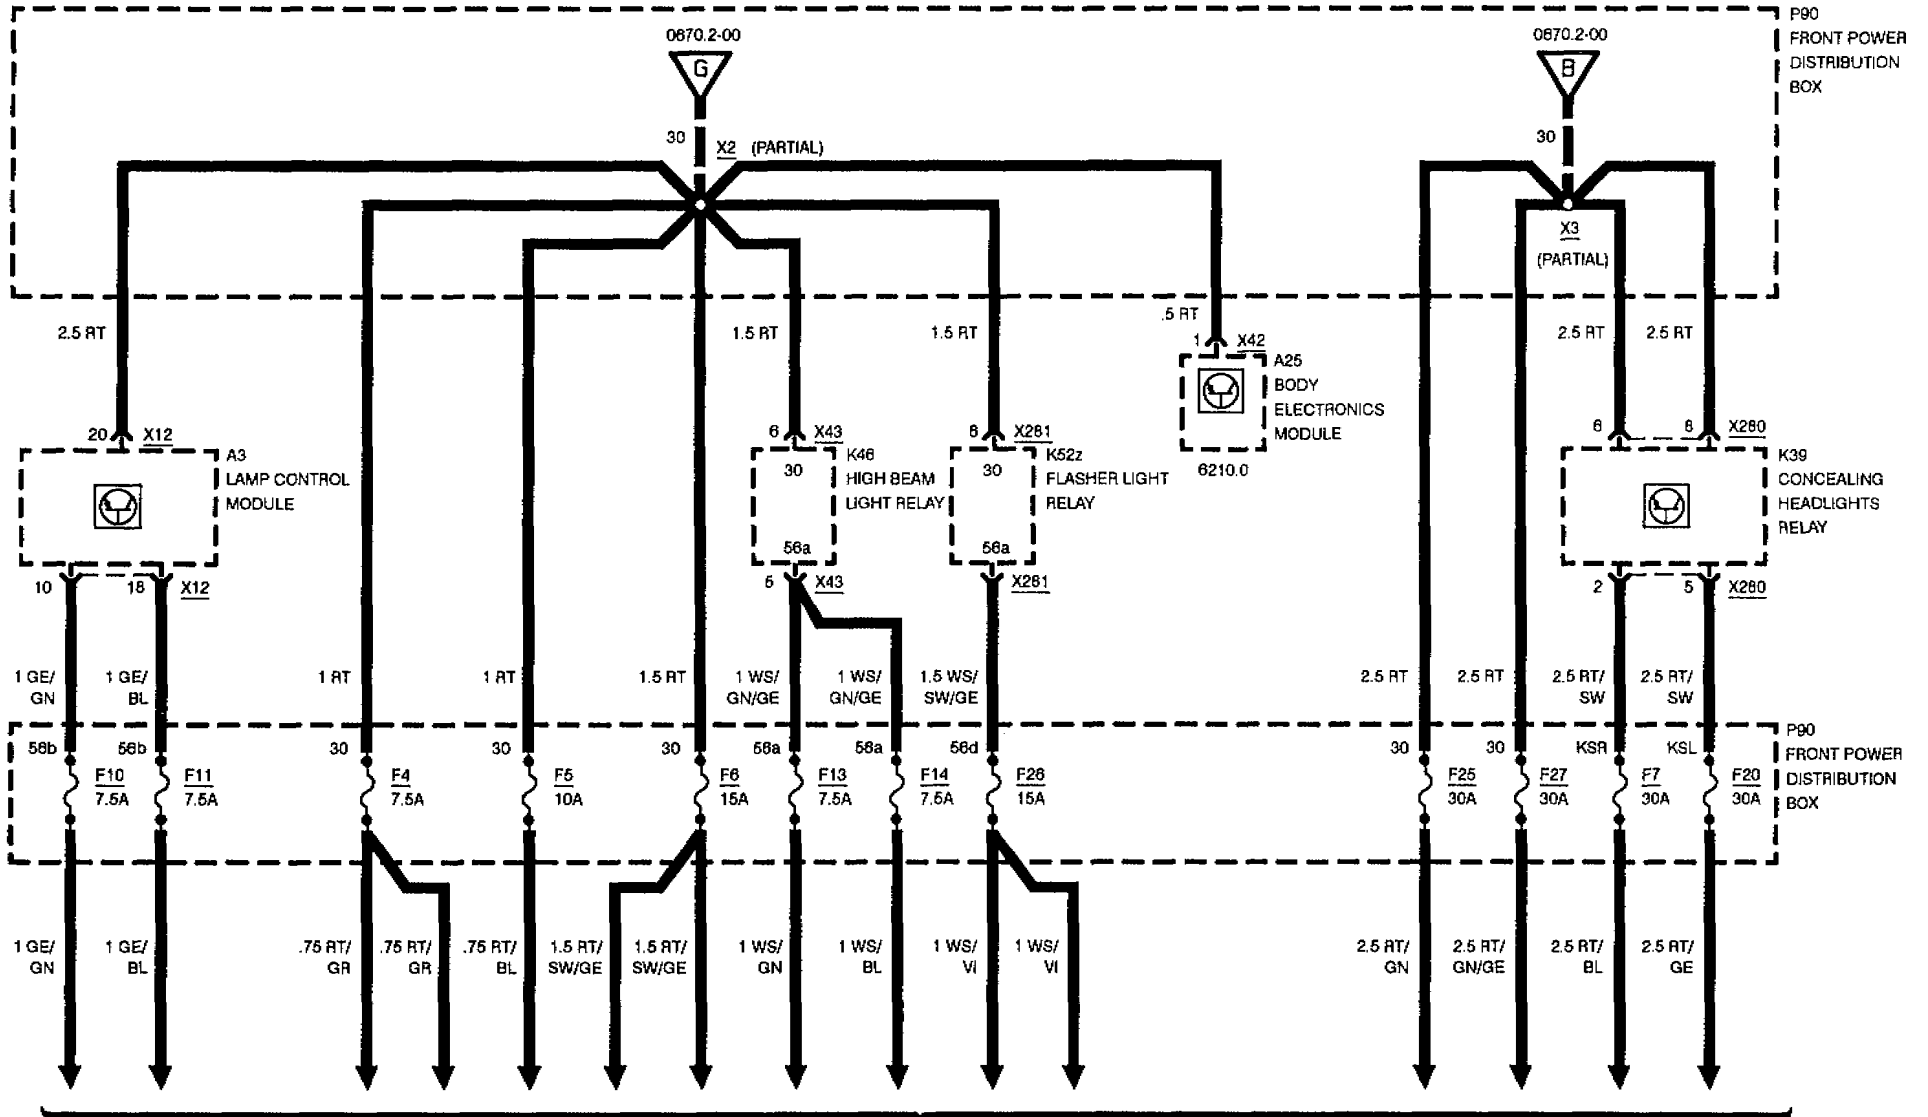 P90
FRONT POWER
DISTRIBUTION
BOX
0670.2-00
G
30
X2 (PARTIAL)
0670.2-00
B
30
X3
(PARTIAL)
2.5 RT
1.5 RT
1.5 RT
.5 RT
2.5 RT
2.5 RT
1
X42
A25
BODY
ELECTRONICS
MODULE
6210.0
20
X12
A3
LAMP CONTROL
MODULE
10
18
X12
6
X43
30
K46
HIGH BEAM
LIGHT RELAY
56a
5
X43
8
X281
30
K52z
FLASHER LIGHT
RELAY
56a
X281
6
8
X280
K39
CONCEALING
HEADLIGHTS
RELAY
2
5
X280
1 GE/
GN
1 GE/
BL
1 RT
1 RT
1.5 RT
1 WS/
GN/GE
1 WS/
GN/GE
1.5 WS/
SW/GE
2.5 RT
2.5 RT
2.5 RT/
SW
2.5 RT/
SW
P90
FRONT POWER
DISTRIBUTION
BOX
56b
56b
30
30
30
56a
56a
56d
30
30
KSR
KSL
F10
7.5A
F11
7.5A
F4
7.5A
F5
10A
F6
15A
F13
7.5A
F14
7.5A
F26
15A
F25
30A
F27
30A
F7
30A
F20
30A
1 GE/
GN
1 GE/
BL
.75 RT/
GR
.75 RT/
GR
.75 RT/
BL
1.5 RT/
SW/GE
1.5 RT/
SW/GE
1 WS/
GN
1 WS/
BL
1 WS/
VI
1 WS/
VI
2.5 RT/
GN
2.5 RT/
GN/GE
2.5 RT/
BL
2.5 RT/
GE